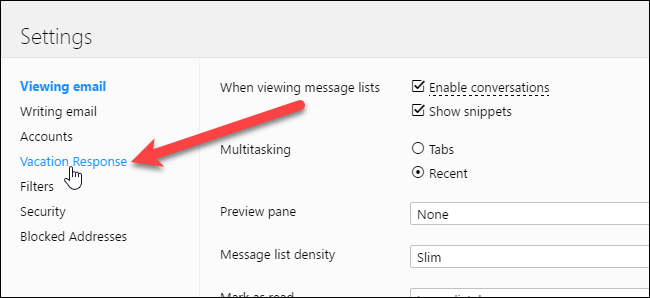 Settings
Viewing email
Writing email
Accounts
Vacation Response
Filters
Security
Blocked Addresses
When viewing message lists
Enable conversations
Show snippets
Multitasking
Tabs
Recent
Preview pane
None
Message list density
Slim
Mark as read